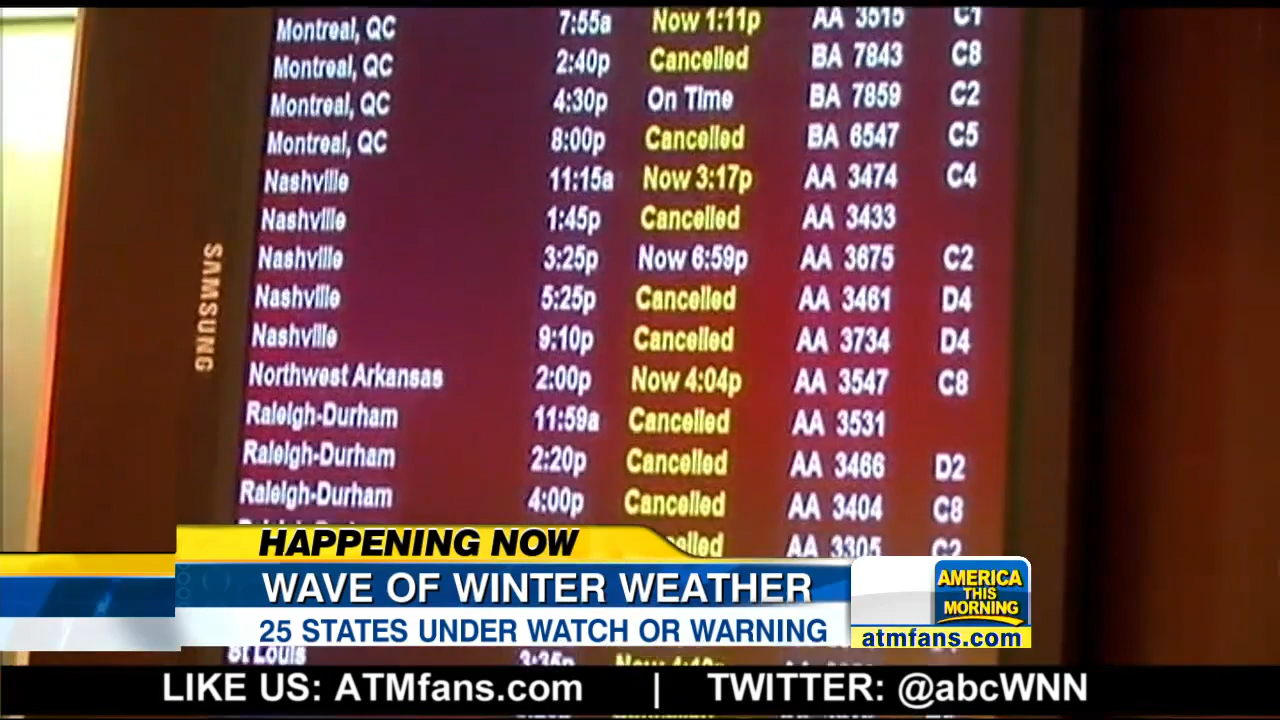 Montreal, QC 7:55a Now 1:11p AA 3515 C1
Montreal, QC 2:40p Cancelled BA 7843 C8
Montreal, QC 4:30p On Time BA 7859 C2
Montreal, QC 8:00p Cancelled BA 6547 C5
Nashville 11:15a Now 3:17p AA 3474 C4
Nashville 1:45p Cancelled AA 3433
Nashville 3:25p Now 6:59p AA 3675 C2
Nashville 5:25p Cancelled AA 3461 D4
Nashville 9:10p Cancelled AA 3734 D4
Northwest Arkansas 2:00p Now 4:04p AA 3547 C8
Raleigh-Durham 11:59a Cancelled AA 3531
Raleigh-Durham 2:20p Cancelled AA 3466 D2
Raleigh-Durham 4:00p Cancelled AA 3404 C8
AA 3305 C2
SAMSUNG
HAPPENING NOW
WAVE OF WINTER WEATHER
25 STATES UNDER WATCH OR WARNING
AMERICA
THIS
MORNING
atmfans.com
St Louis 3:35p
LIKE US: ATMfans.com | TWITTER: @abcWNN